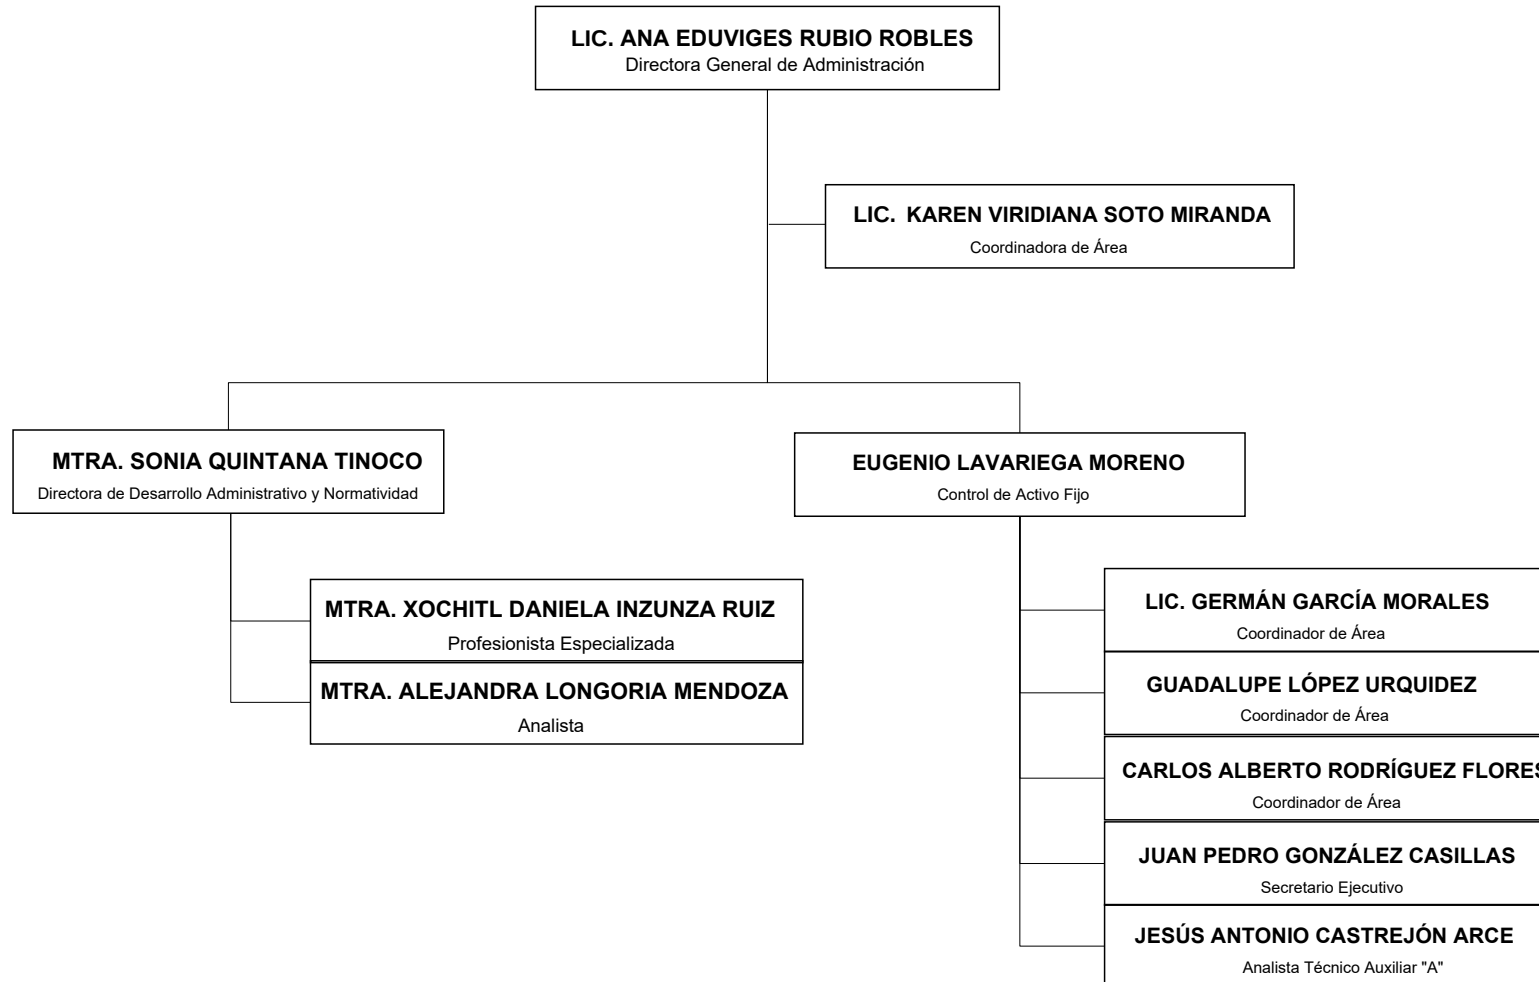 LIC. ANA EDUVIGES RUBIO ROBLES
Directora General de Administración
LIC. KAREN VIRIDIANA SOTO MIRANDA
Coordinadora de Área
MTRA. SONIA QUINTANA TINOCO
Directora de Desarrollo Administrativo y Normatividad
EUGENIO LAVARIEGA MORENO
Control de Activo Fijo
MTRA. XOCHITL DANIELA INZUNZA RUIZ
Profesionista Especializada
MTRA. ALEJANDRA LONGORIA MENDOZA
Analista
LIC. GERMÁN GARCÍA MORALES
Coordinador de Área
GUADALUPE LÓPEZ URQUIDEZ
Coordinador de Área
CARLOS ALBERTO RODRÍGUEZ FLORES
Coordinador de Área
JUAN PEDRO GONZÁLEZ CASILLAS
Secretario Ejecutivo
JESÚS ANTONIO CASTREJÓN ARCE
Analista Técnico Auxiliar "A"